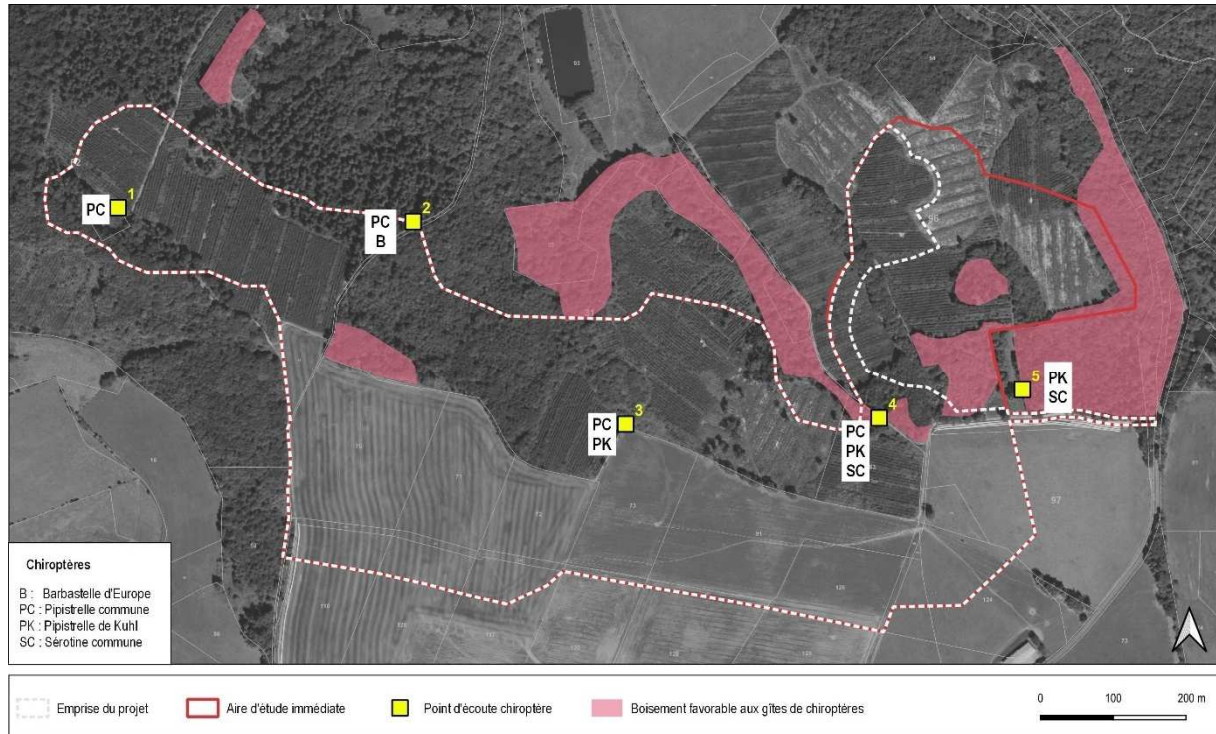 1
PC
2
PC
B
3
PC
PK
4
PC
PK
SC
5
PK
SC
96
97
Chiroptères
B : Barbastelle d'Europe
PC : Pipistrelle commune
PK : Pipistrelle de Kuhl
SC : Sérotine commune
Emprise du projet
Aire d'étude immédiate
Point d'écoute chiroptère
Boisement favorable aux gîtes de chiroptères
0 100 200 m